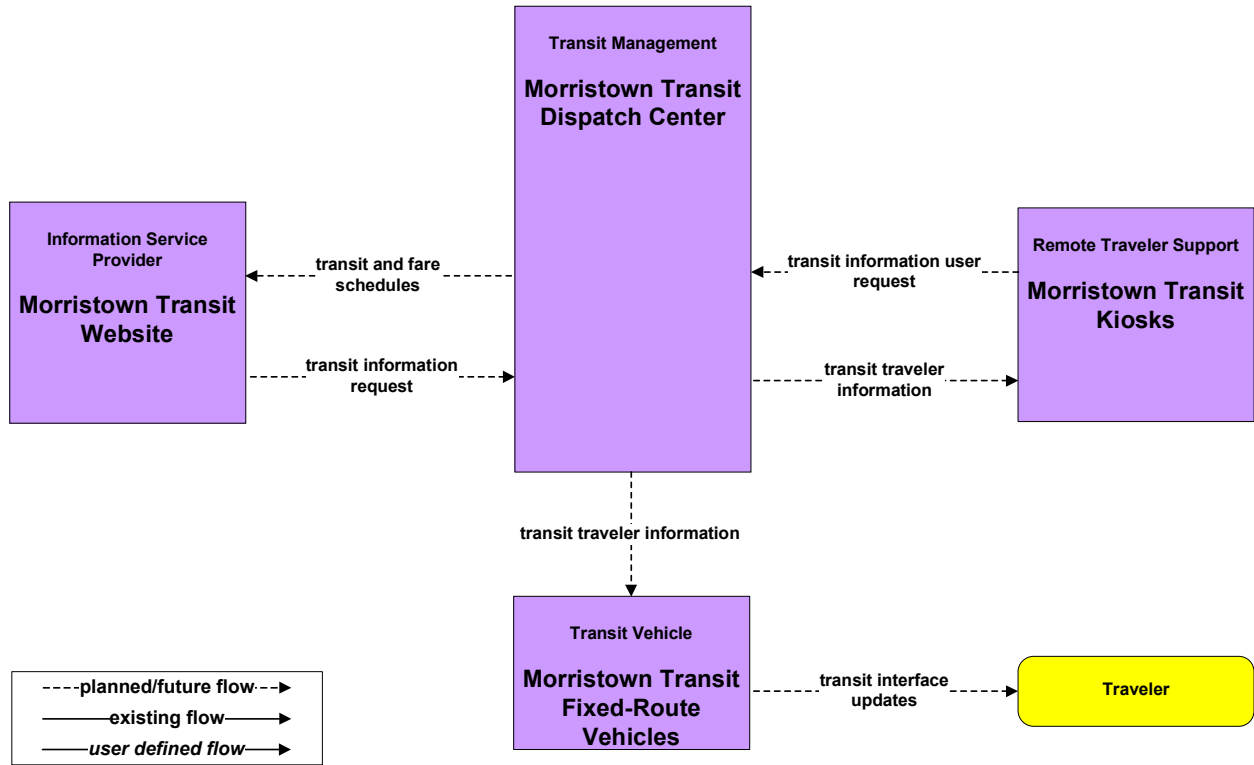 Transit Management
Morristown Transit
Dispatch Center
Information Service
Provider
Morristown Transit
Website
transit and fare
schedules
transit information user
request
Remote Traveler Support
Morristown Transit
Kiosks
transit information
request
transit traveler
information
transit traveler information
Transit Vehicle
Morristown Transit
Fixed-Route
Vehicles
transit interface
updates
Traveler
planned/future flow
existing flow
user defined flow